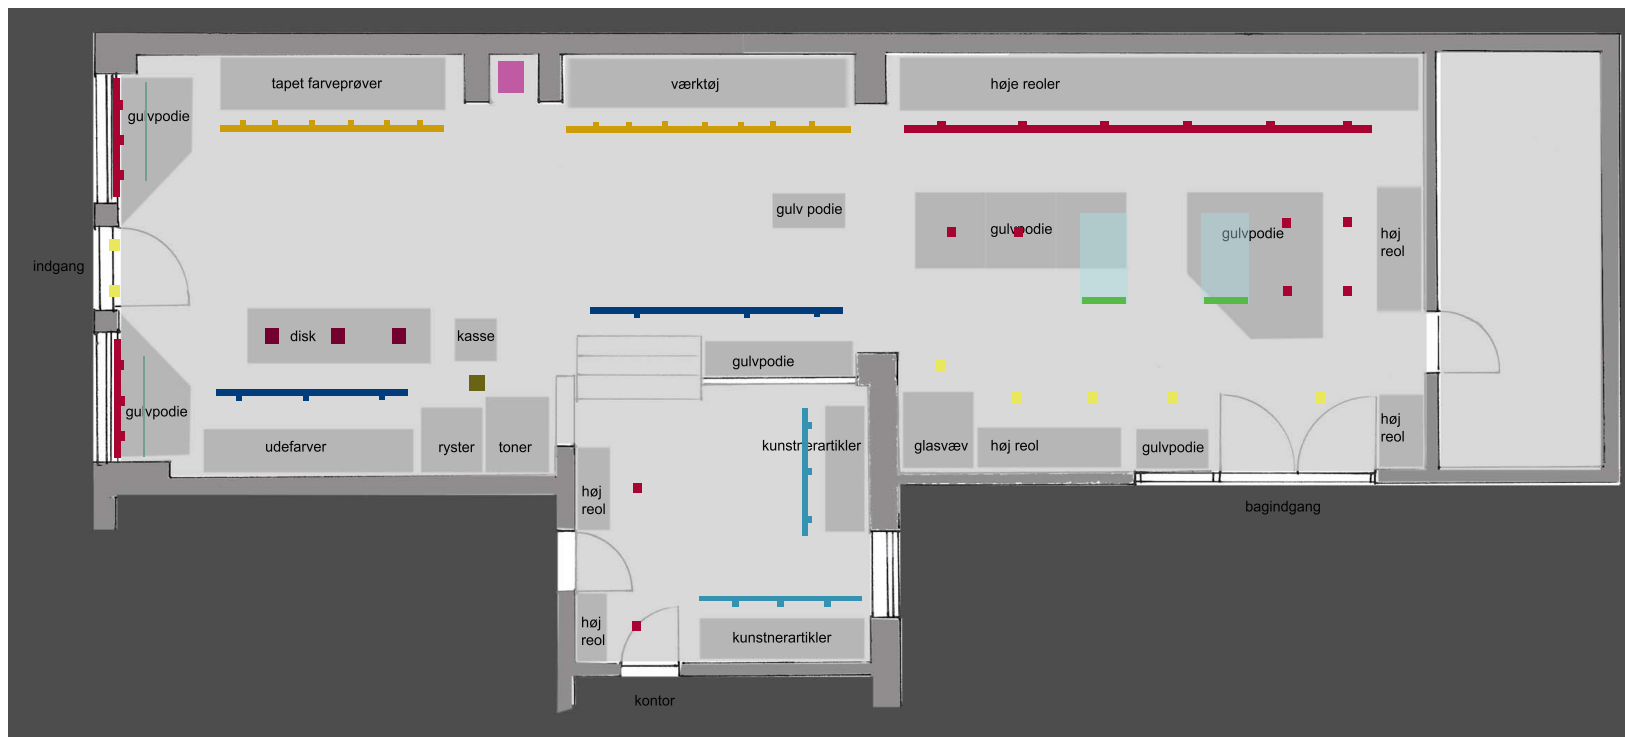 tapet farveprøver
værktøj
høje reoler
gulvpodie
gulv podie
gulvpodie
gulvpodie
høj
reol
indgang
disk
kasse
gulvpodie
gulvpodie
udefarver
ryster
toner
kunstnerartikler
glasvæv
høj reol
gulvpodie
høj
reol
høj
reol
bagindgang
høj
reol
kunstnerartikler
kontor